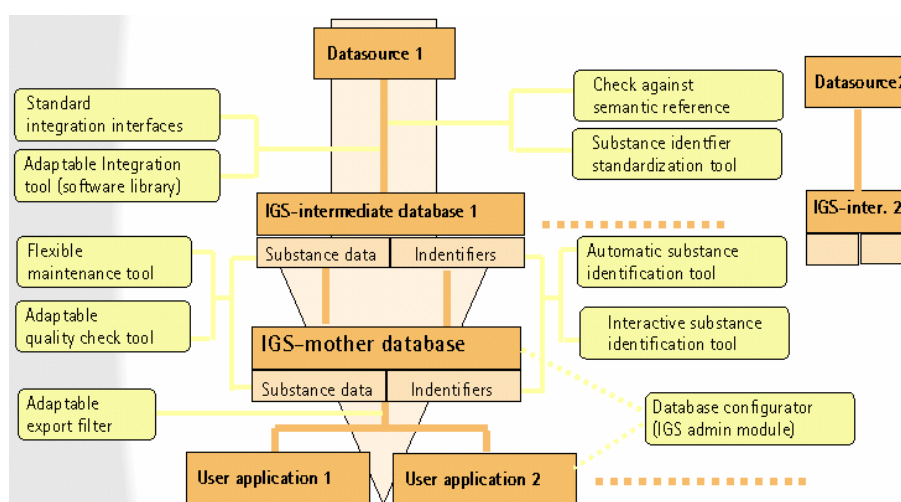 Datasource 1
Standard
integration interfaces
Adaptable Integration
tool (software library)
Check against
semantic reference
Substance identfier
standardization tool
Datasource2
IGS-intermediate database 1
Substance data
Indentifiers
IGS-inter. 2
Flexible
maintenance tool
Adaptable
quality check tool
Automatic substance
identification tool
Interactive substance
identification tool
IGS-mother database
Substance data
Indentifiers
Adaptable
export filter
Database configurator
(IGS admin module)
User application 1
User application 2